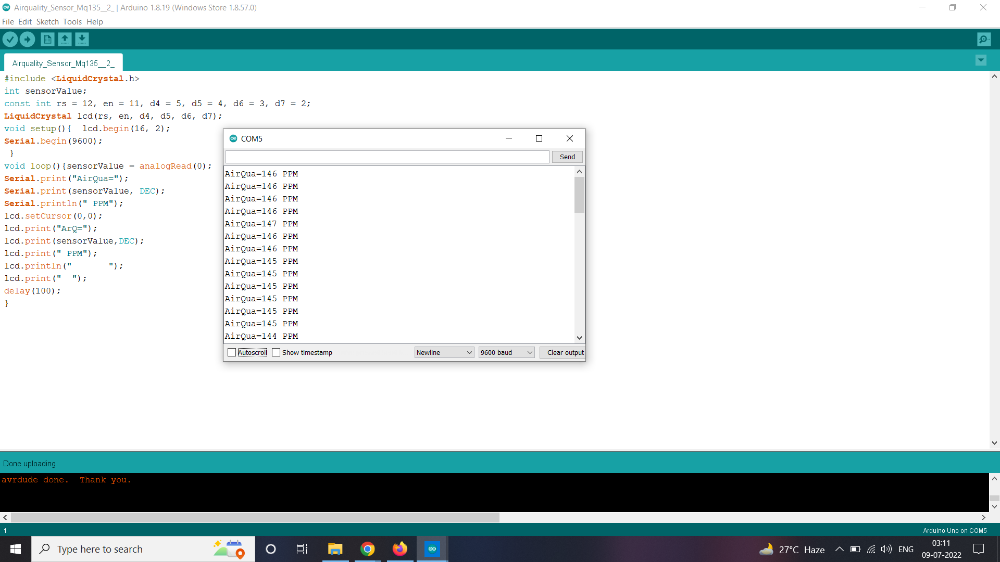 Airquality_Sensor_Mq135__2_ | Arduino 1.8.19 (Windows Store 1.8.57.0)
File Edit Sketch Tools Help
Airquality_Sensor_Mq135__2_
#include <LiquidCrystal.h>
int sensorValue;
const int rs = 12, en = 11, d4 = 5, d5 = 4, d6 = 3, d7 = 2;
LiquidCrystal lcd(rs, en, d4, d5, d6, d7);
void setup(){  lcd.begin(16, 2);
Serial.begin(9600);
 }
void loop(){sensorValue = analogRead(0);
Serial.print("AirQua=");
Serial.print(sensorValue, DEC);
Serial.println(" PPM");
lcd.setCursor(0,0);
lcd.print("ArQ=");
lcd.print(sensorValue,DEC);
lcd.print(" PPM");
lcd.println("       ");
lcd.print("  ");
delay(100);
}
COM5
Send
AirQua=146 PPM
AirQua=146 PPM
AirQua=146 PPM
AirQua=146 PPM
AirQua=147 PPM
AirQua=146 PPM
AirQua=146 PPM
AirQua=145 PPM
AirQua=145 PPM
AirQua=145 PPM
AirQua=145 PPM
AirQua=145 PPM
AirQua=145 PPM
AirQua=144 PPM
Autoscroll Show timestamp Newline 9600 baud Clear output
Done uploading.
avrdude done.  Thank you.
1
Arduino Uno on COM5
Type here to search
27°C Haze
ENG
03:11
09-07-2022